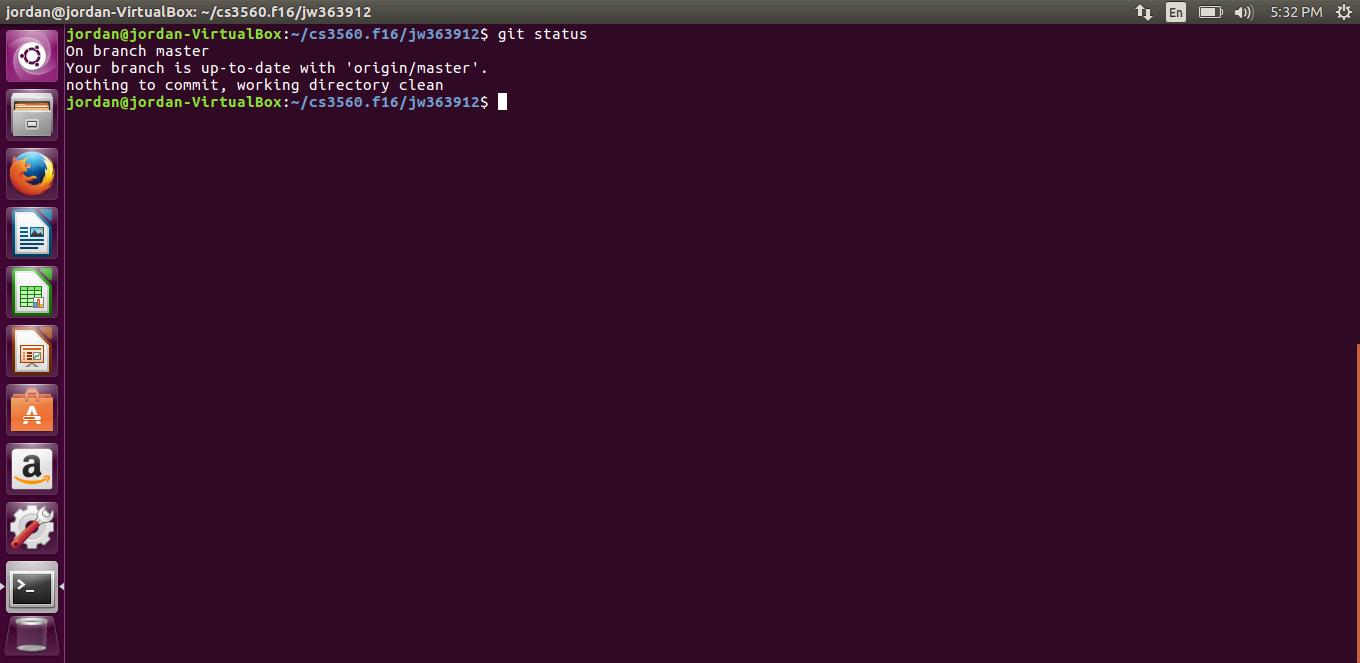 jordan@jordan-VirtualBox: ~/cs3560.f16/jw363912
En
5:32 PM
jordan@jordan-VirtualBox:~/cs3560.f16/jw363912$ git status
On branch master
Your branch is up-to-date with 'origin/master'.
nothing to commit, working directory clean
jordan@jordan-VirtualBox:~/cs3560.f16/jw363912$
A
a
>_